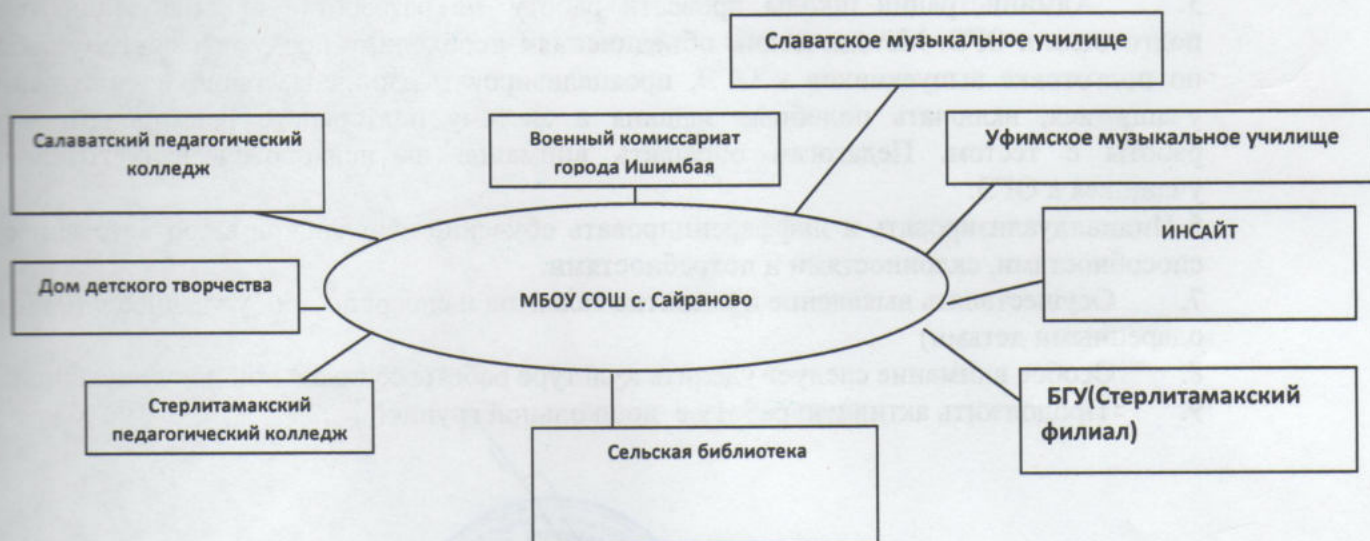 Славатское музыкальное училище
Салаватский педагогический
колледж
Военный комиссариат
города Ишимбая
Уфимское музыкальное училище
ИНСАЙТ
Дом детского творчества
МБОУ СОШ с. Сайраново
Стерлитамакский
педагогический колледж
БГУ(Стерлитамакский
филиал)
Сельская библиотека